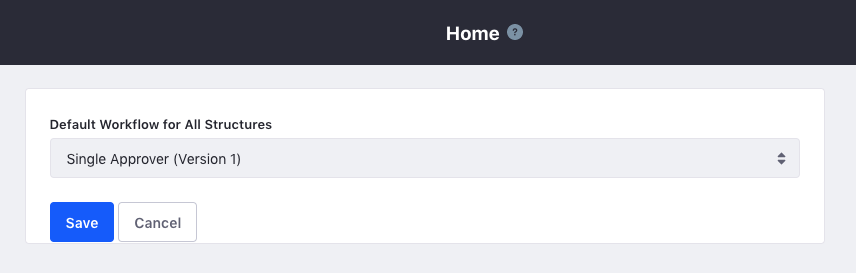 Home ?
Default Workflow for All Structures
Single Approver (Version 1)
Save Cancel